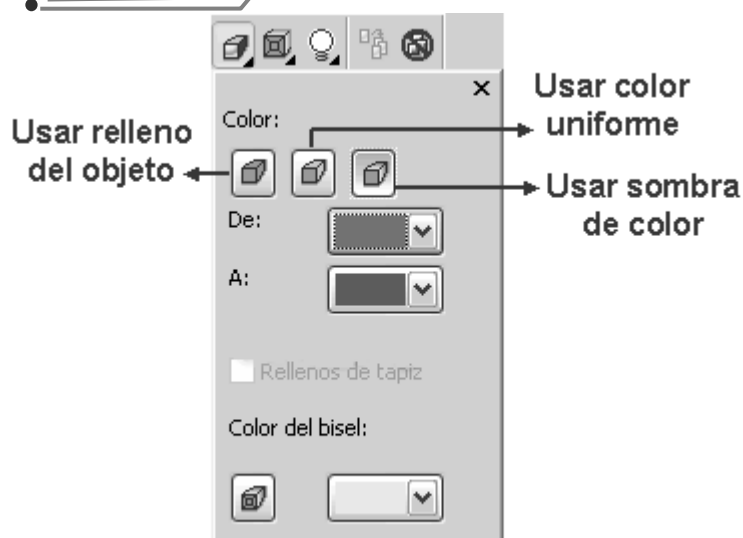 Usar color
uniforme
Color:
Usar relleno
del objeto
Usar sombra
de color
De:
A:
Rellenos de tapiz
Color del bisel: